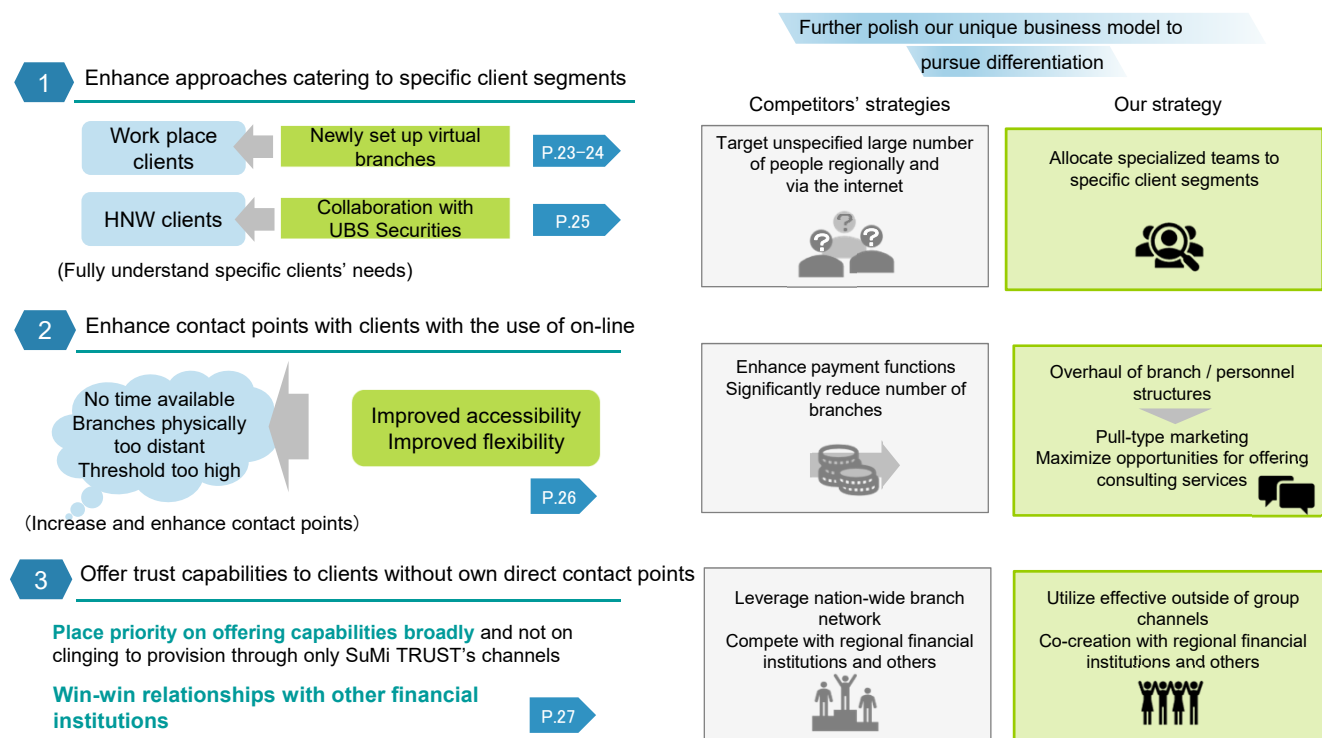 Further polish our unique business model to
pursue differentiation
1
Enhance approaches catering to specific client segments
Work place
clients
Newly set up virtual
branches
P.23-24
HNW clients
Collaboration with
UBS Securities
P.25
(Fully understand specific clients' needs)
Competitors' strategies
Target unspecified large number
of people regionally and
via the internet
?
?
?
Our strategy
Allocate specialized teams to
specific client segments
2
Enhance contact points with clients with the use of on-line
No time available
Branches physically
too distant
Threshold too high
Improved accessibility
Improved flexibility
P.26
(Increase and enhance contact points)
Enhance payment functions
Significantly reduce number of
branches
Overhaul of branch / personnel
structures
Pull-type marketing
Maximize opportunities for offering
consulting services
3
Offer trust capabilities to clients without own direct contact points
Place priority on offering capabilities broadly and not on
clinging to provision through only SuMi TRUST's channels
Win-win relationships with other financial
institutions
P.27
Leverage nation-wide branch
network
Compete with regional financial
institutions and others
Utilize effective outside of group
channels
Co-creation with regional financial
institutions and others